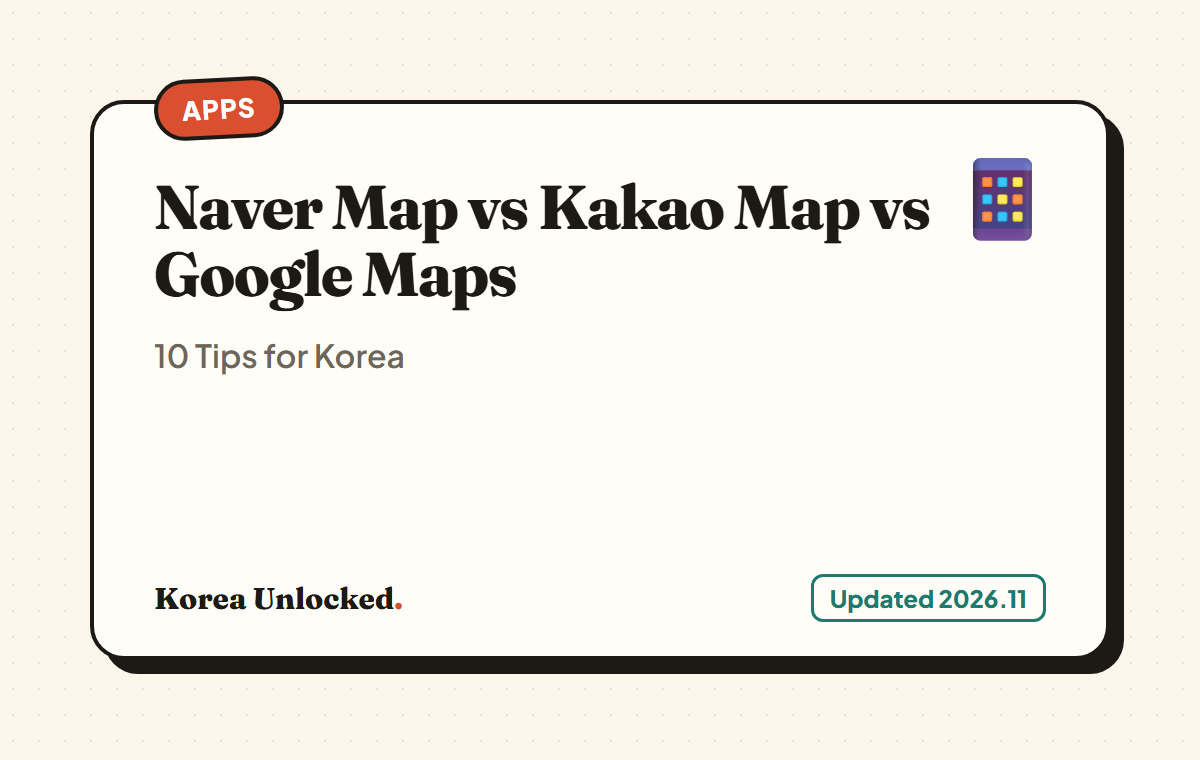 APPS
Naver Map vs Kakao Map vs
Google Maps
10 Tips for Korea
Korea Unlocked.
Updated 2026.11